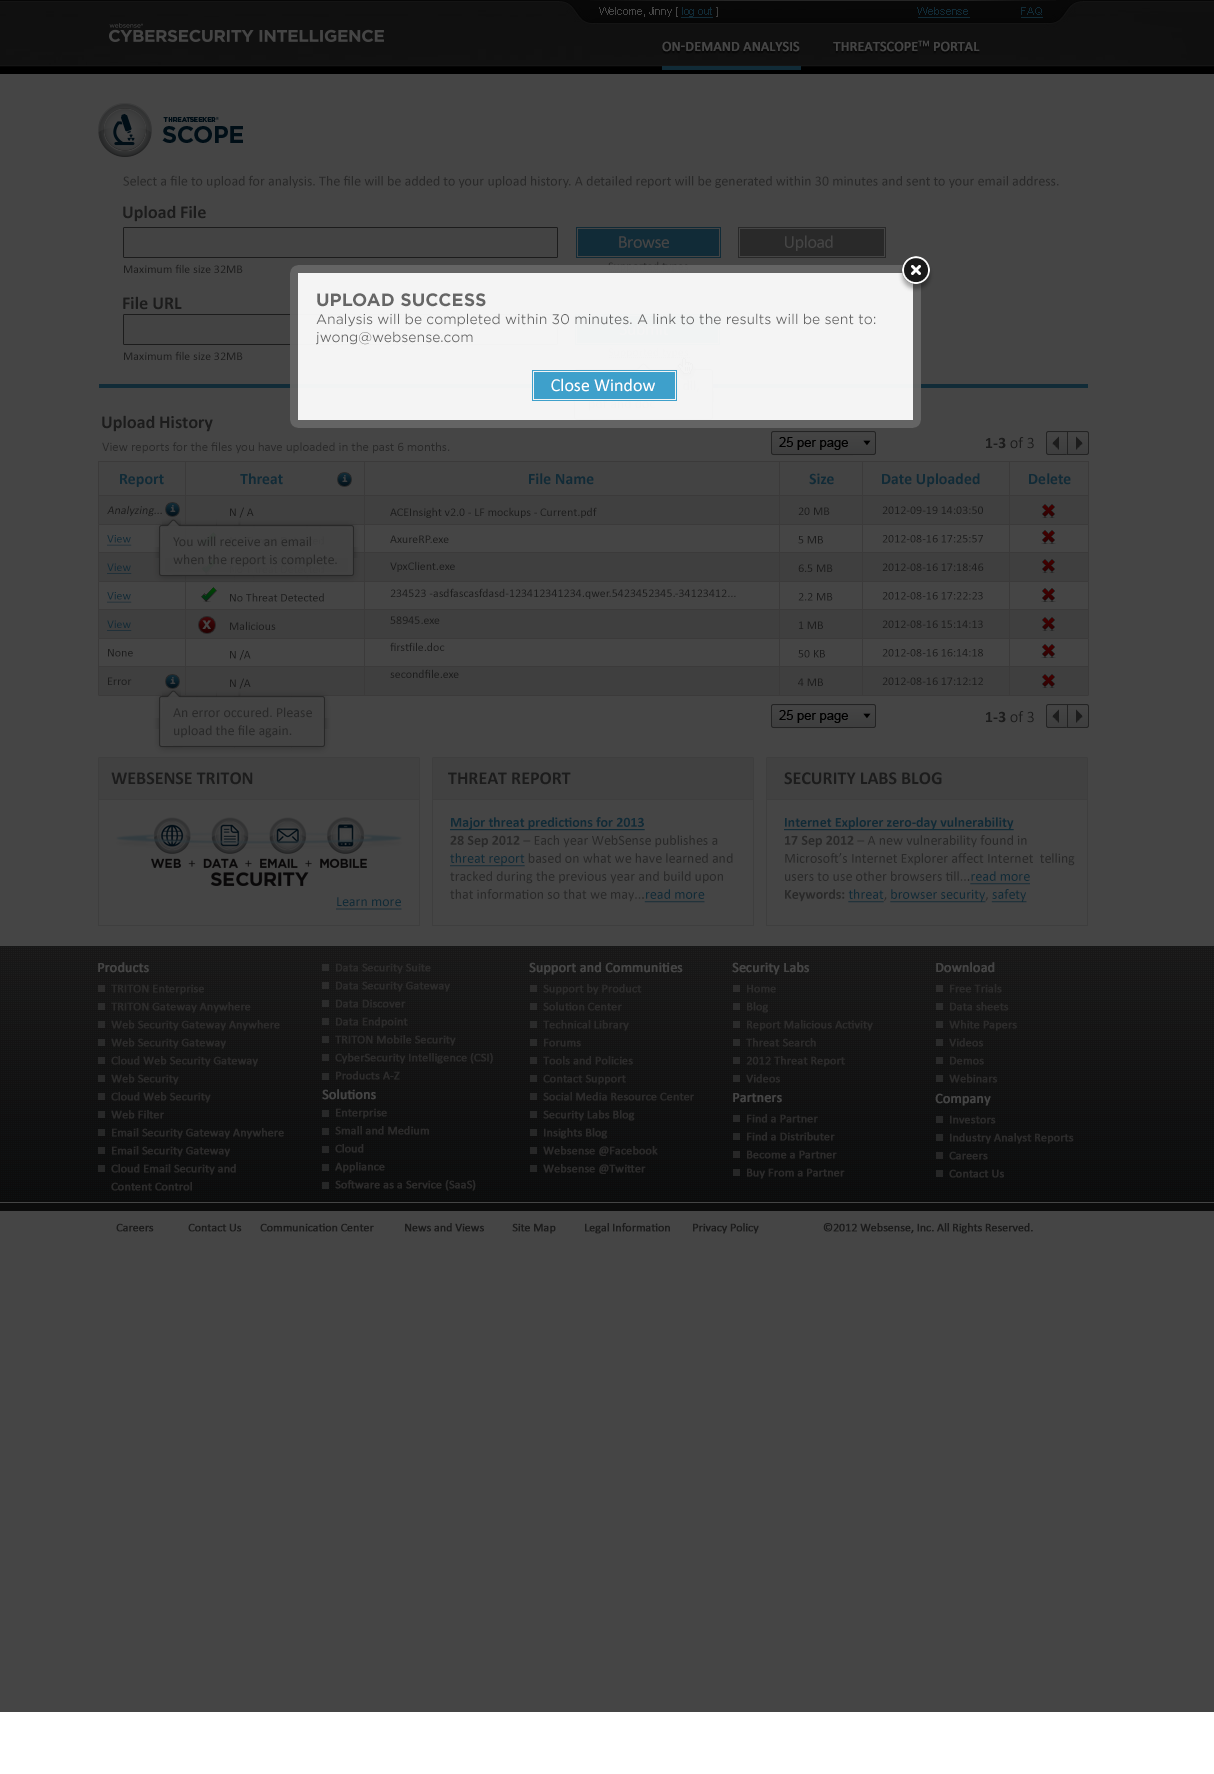 Welcome, Jinny [ log out ]
Websense
FAQ
websense®
CYBERSECURITY INTELLIGENCE
ON-DEMAND ANALYSIS
THREATSCOPE™ PORTAL
THREATSEEKER®
SCOPE
Select a file to upload for analysis. The file will be added to your upload history. A detailed report will be generated within 30 minutes and sent to your email address.
Upload File
Browse
Upload
Maximum file size 32MB
File URL
Maximum file size 32MB
UPLOAD SUCCESS
Analysis will be completed within 30 minutes. A link to the results will be sent to:
jwong@websense.com
Close Window
Upload History
View reports for the files you have uploaded in the past 6 months.
25 per page
1-3 of 3
Report Threat File Name Size Date Uploaded Delete
Analyzing... N / A ACEInsight v2.0 - LF mockups - Current.pdf 20 MB 2012-09-19 14:03:50
View AxureRP.exe 5 MB 2012-08-16 17:25:57
You will receive an email
when the report is complete.
View VpxClient.exe 6.5 MB 2012-08-16 17:18:46
View No Threat Detected 234523 -asdfascasfdasd-123412341234.qwer.5423452345.-34123412... 2.2 MB 2012-08-16 17:22:23
View Malicious 58945.exe 1 MB 2012-08-16 15:14:13
None N /A firstfile.doc 50 KB 2012-08-16 16:14:18
Error N /A secondfile.exe 4 MB 2012-08-16 17:12:12
An error occured. Please
upload the file again.
25 per page
1-3 of 3
WEBSENSE TRITON
WEB + DATA + EMAIL + MOBILE
SECURITY
Learn more
THREAT REPORT
Major threat predictions for 2013
28 Sep 2012 – Each year WebSense publishes a
threat report based on what we have learned and
tracked during the previous year and build upon
that information so that we may...read more
SECURITY LABS BLOG
Internet Explorer zero-day vulnerability
17 Sep 2012 – A new vulnerability found in
Microsoft's Internet Explorer affect Internet telling
users to use other browsers till...read more
Keywords: threat, browser security, safety
Products
TRITON Enterprise
TRITON Gateway Anywhere
Web Security Gateway Anywhere
Web Security Gateway
Cloud Web Security Gateway
Web Security
Cloud Web Security
Web Filter
Email Security Gateway Anywhere
Email Security Gateway
Cloud Email Security and
Content Control
Data Security Suite
Data Security Gateway
Data Discover
Data Endpoint
TRITON Mobile Security
CyberSecurity Intelligence (CSI)
Products A-Z
Solutions
Enterprise
Small and Medium
Cloud
Appliance
Software as a Service (SaaS)
Support and Communities
Support by Product
Solution Center
Technical Library
Forums
Tools and Policies
Contact Support
Social Media Resource Center
Security Labs Blog
Insights Blog
Websense @Facebook
Websense @Twitter
Security Labs
Home
Blog
Report Malicious Activity
Threat Search
2012 Threat Report
Videos
Partners
Find a Partner
Find a Distributer
Become a Partner
Buy From a Partner
Download
Free Trials
Data sheets
White Papers
Videos
Demos
Webinars
Company
Investors
Industry Analyst Reports
Careers
Contact Us
Careers Contact Us Communication Center News and Views Site Map Legal Information Privacy Policy ©2012 Websense, Inc. All Rights Reserved.